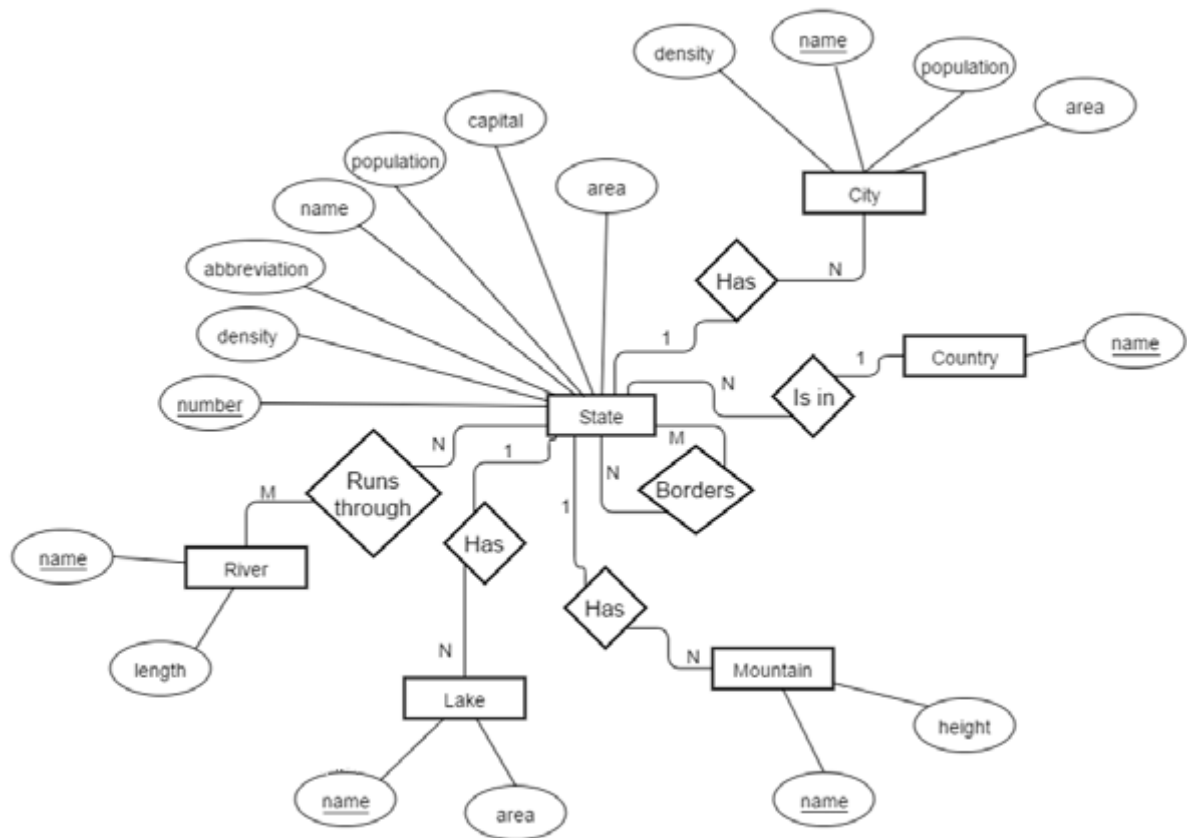 name
density
population
capital
area
population
area
City
name
abbreviation
Has
N
density
1
1
Country
name
N
Is in
number
State
N
M
Runs
through
1
N
Borders
M
1
Has
name
River
Has
length
N
N
Mountain
Lake
height
name
area
name